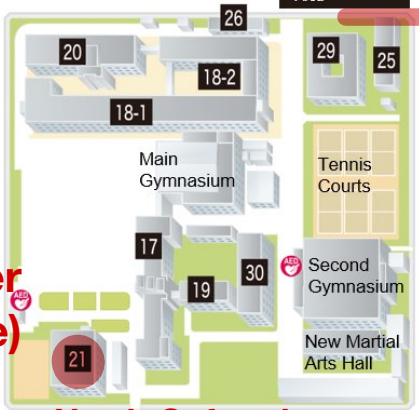 26
20
29
25
18-2
18-1
Main
Gymnasium
Tennis
Courts
17
30
19
AED
Second
Gymnasium
AED
er
e)
New Martial
Arts Hall
21